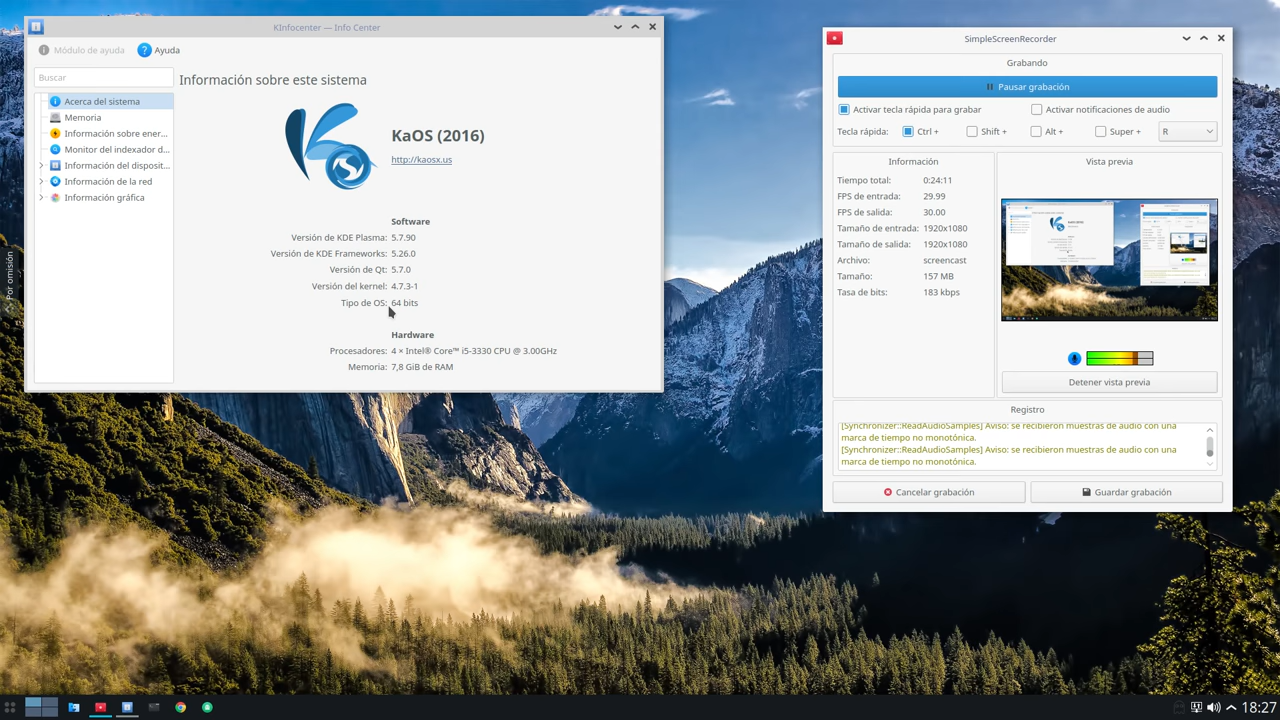 KInfocenter — Info Center
Módulo de ayuda
Ayuda
Buscar
Acerca del sistema
Memoria
Información sobre ener...
Monitor del indexador d...
Información del disposit...
Información de la red
Información gráfica
Información sobre este sistema
KaOS (2016)
http://kaosx.us
Software
Versión de KDE Plasma: 5.7.90
Versión de KDE Frameworks: 5.26.0
Versión de Qt: 5.7.0
Versión del kernel: 4.7.3-1
Tipo de OS: 64 bits
Hardware
Procesadores: 4 × Intel® Core™ i5-3330 CPU @ 3.00GHz
Memoria: 7,8 GiB de RAM
Por omisión
SimpleScreenRecorder
Grabando
Pausar grabación
Activar tecla rápida para grabar
Activar notificaciones de audio
Tecla rápida: Ctrl + Shift + Alt + Super + R
Información
Tiempo total: 0:24:11
FPS de entrada: 29.99
FPS de salida: 30.00
Tamaño de entrada: 1920x1080
Tamaño de salida: 1920x1080
Archivo: screencast
Tamaño: 157 MB
Tasa de bits: 183 kbps
Vista previa
Detener vista previa
Registro
[Synchronizer::ReadAudioSamples] Aviso: se recibieron muestras de audio con una
marca de tiempo no monotónica.
[Synchronizer::ReadAudioSamples] Aviso: se recibieron muestras de audio con una
marca de tiempo no monotónica.
Cancelar grabación
Guardar grabación
18:27